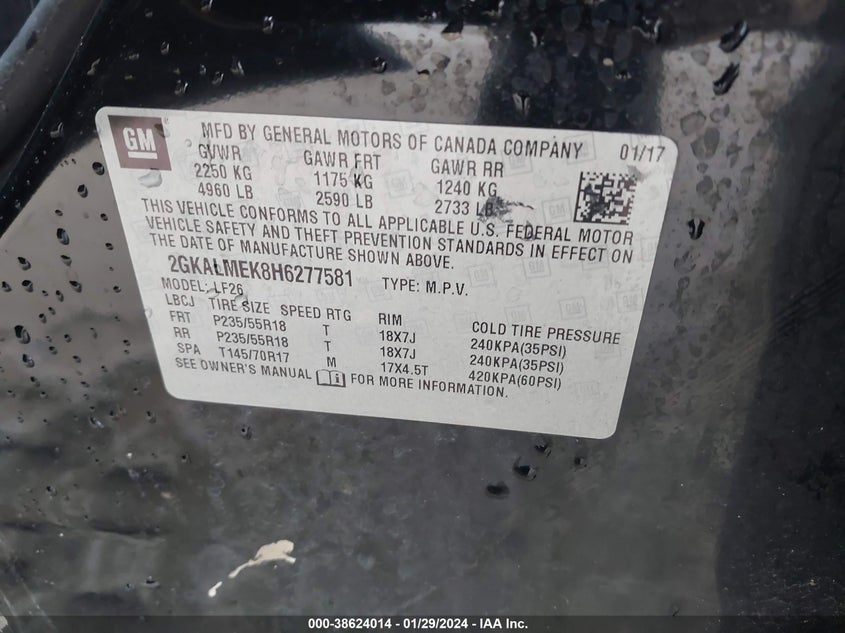 GM
MFD BY GENERAL MOTORS OF CANADA COMPANY 01/17
GVWR GAWR FRT GAWR RR
2250 KG 1175 KG 1240 KG
4960 LB 2590 LB 2733 LB
THIS VEHICLE CONFORMS TO ALL APPLICABLE U.S. FEDERAL MOTOR
VEHICLE SAFETY AND THEFT PREVENTION STANDARDS IN EFFECT ON
THE DATE OF MANUFACTURE SHOWN ABOVE.
2GKALMEK8H6277581 TYPE: M.P.V.
MODEL: LF26
LBCJ TIRE SIZE SPEED RTG RIM COLD TIRE PRESSURE
FRT P235/55R18 T 18X7J 240KPA(35PSI)
RR P235/55R18 T 18X7J 240KPA(35PSI)
SPA T145/70R17 M 17X4.5T 420KPA(60PSI)
SEE OWNER'S MANUAL FOR MORE INFORMATION.
000-38624014 - 01/29/2024 - IAA Inc.